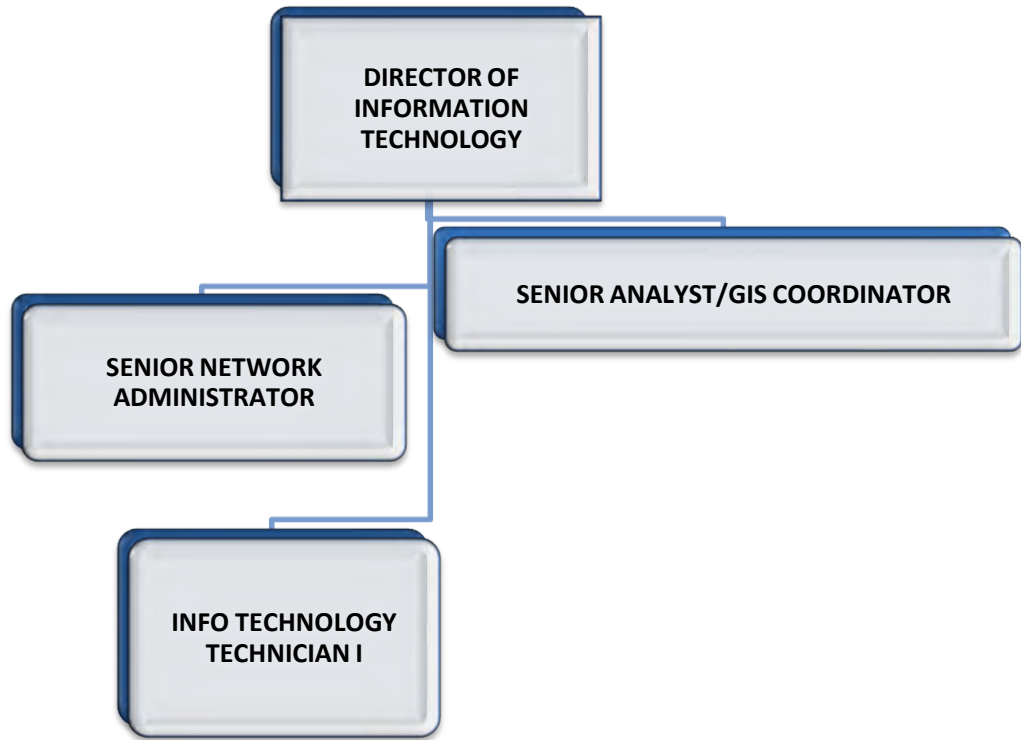 DIRECTOR OF
INFORMATION
TECHNOLOGY
SENIOR ANALYST/GIS COORDINATOR
SENIOR NETWORK
ADMINISTRATOR
INFO TECHNOLOGY
TECHNICIAN I